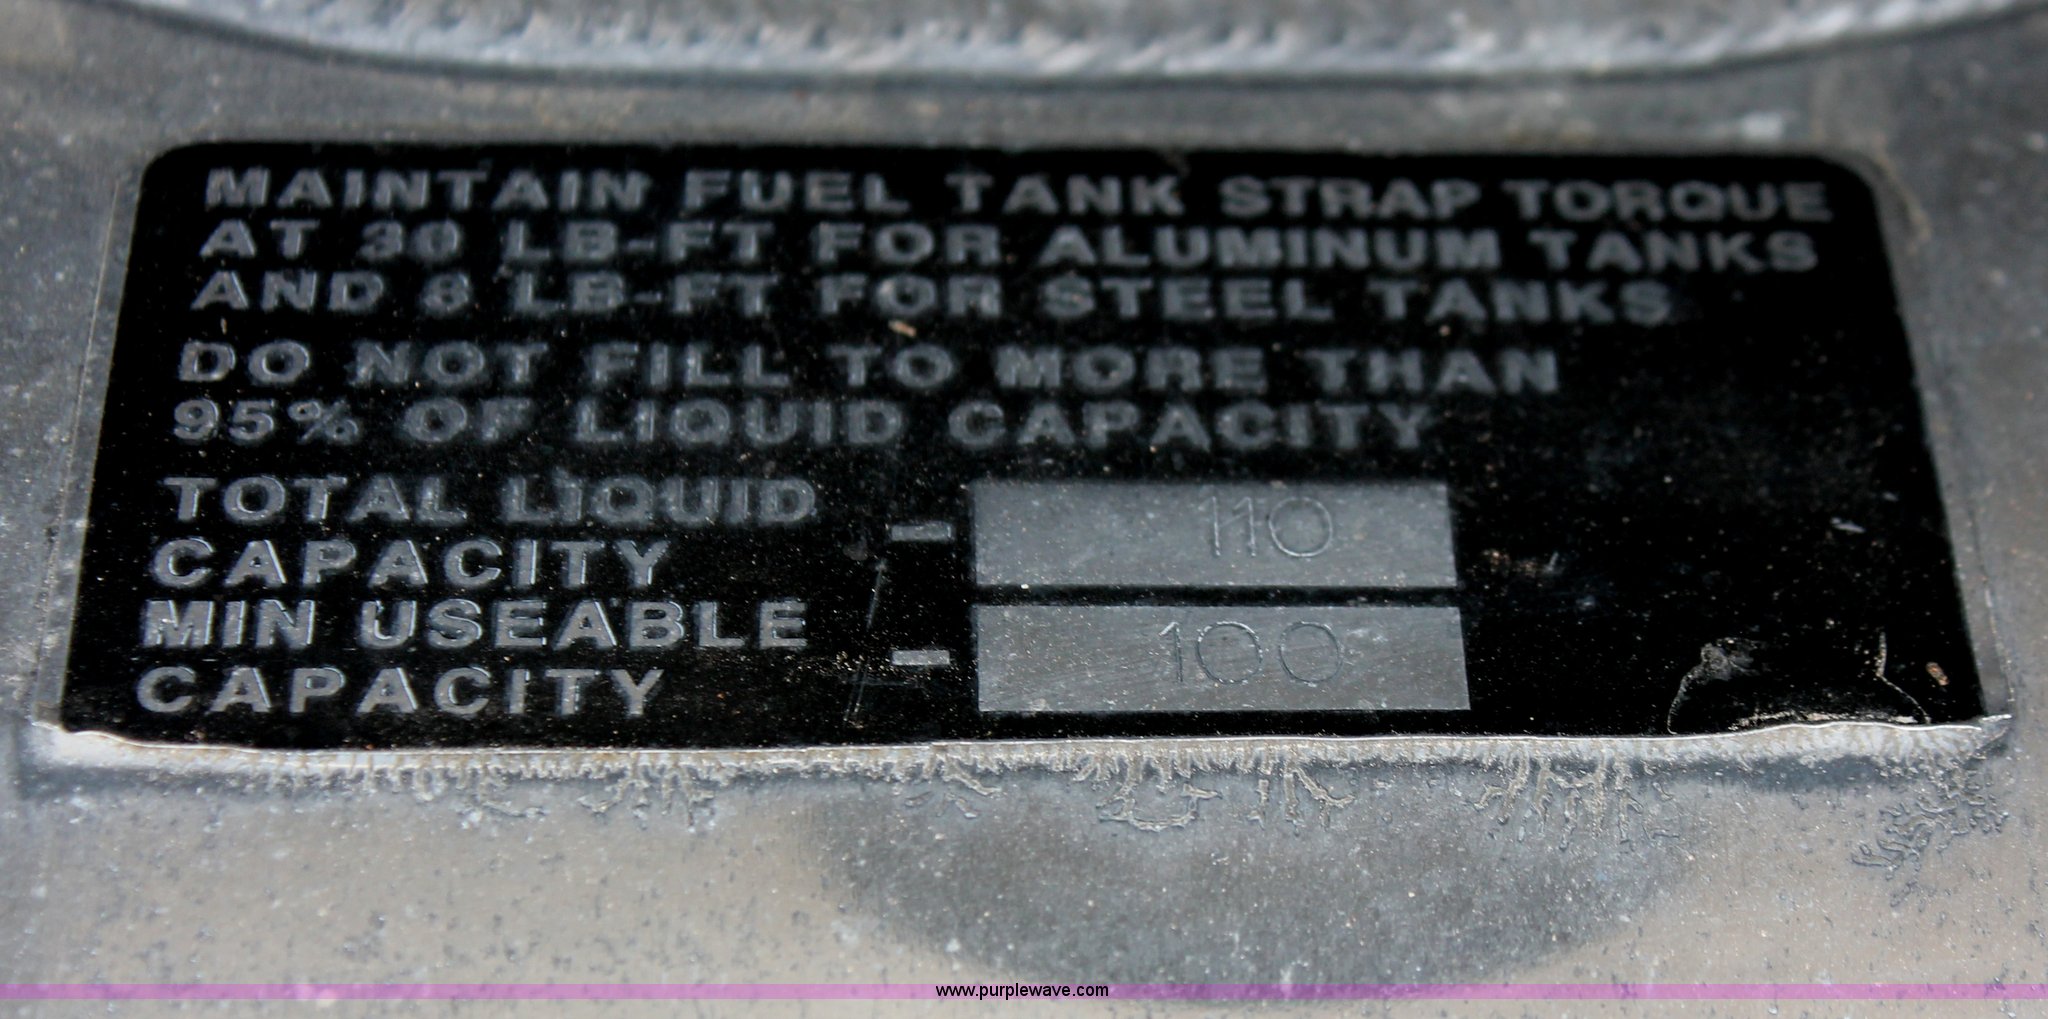 MAINTAIN FUEL TANK STRAP TORQUE
AT 30 LB-FT FOR ALUMINUM TANKS
AND 8 LB-FT FOR STEEL TANKS
DO NOT FILL TO MORE THAN
95% OF LIQUID CAPACITY
TOTAL LIQUID
CAPACITY - 110
MIN USEABLE
CAPACITY - 100
www.purplewave.com